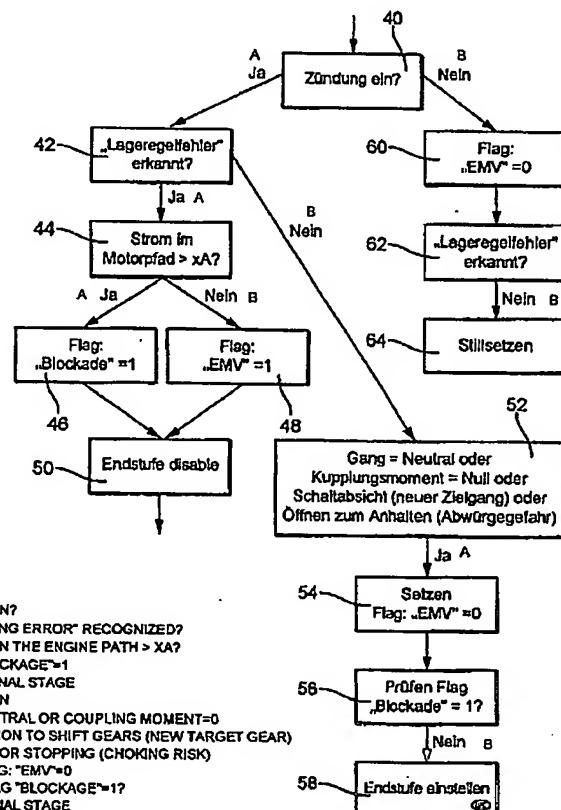 40
A
Ja
Zündung ein?
B
Nein
42
„Lageregelfehler"
erkannt?
60
Flag:
„EMV" =0
Ja A
B
Nein
44
Strom im
Motorpfad > xA?
62
„Lageregelfehler"
erkannt?
A Ja
Nein B
Nein B
Flag:
„Blockade" =1
Flag:
„EMV" =1
64
Stillsetzen
46
48
52
50
Endstufe disable
Gang = Neutral oder
Kupplungsmoment = Null oder
Schaltabsicht (neuer Zielgang) oder
Öffnen zum Anhalten (Abwürgegefahr)
Ja A
54
Setzen
Flag: „EMV" =0
56
Prüfen Flag
„Blockade" = 1?
Nein B
58
Endstufe einstellen
N?
NG ERROR" RECOGNIZED?
N THE ENGINE PATH > XA?
OCKAGE"=1
NAL STAGE
N
TRAL OR COUPLING MOMENT=0
ION TO SHIFT GEARS (NEW TARGET GEAR)
OR STOPPING (CHOKING RISK)
G: "EMV"=0
AG "BLOCKAGE"=1?
NAL STAGE